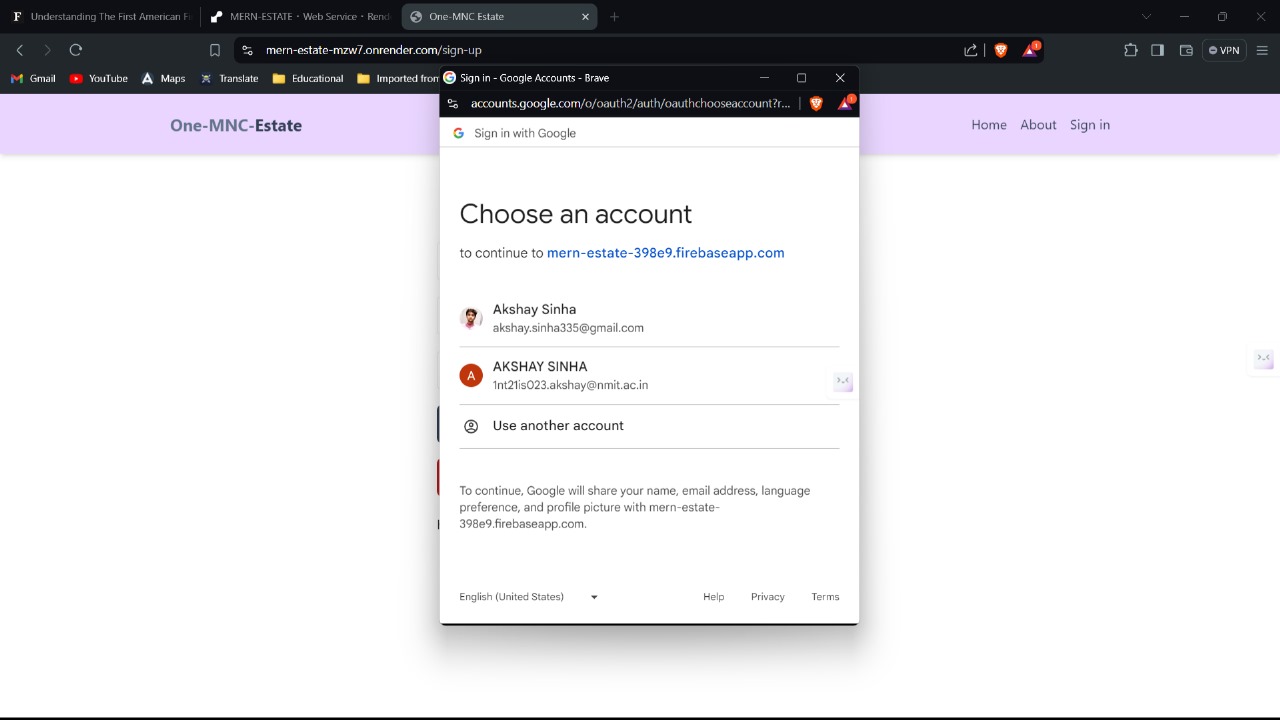 Understanding The First American Fi
MERN-ESTATE · Web Service · Rend
One-MNC Estate
mern-estate-mzw7.onrender.com/sign-up
VPN
Gmail
YouTube
Maps
Translate
Educational
Imported from
Sign in - Google Accounts - Brave
accounts.google.com/o/oauth2/auth/oauthchooseaccount?r...
One-MNC-Estate
Home
About
Sign in
Sign in with Google
Choose an account
to continue to mern-estate-398e9.firebaseapp.com
Akshay Sinha
akshay.sinha335@gmail.com
A
AKSHAY SINHA
1nt21is023.akshay@nmit.ac.in
Use another account
To continue, Google will share your name, email address, language
preference, and profile picture with mern-estate-
398e9.firebaseapp.com.
English (United States)
Help
Privacy
Terms